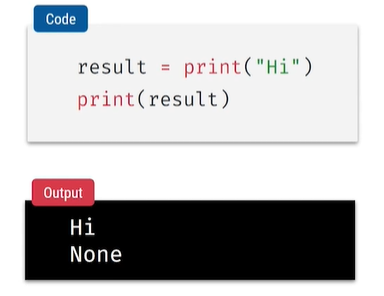 Code
result = print("Hi")
print(result)
Output
Hi
None